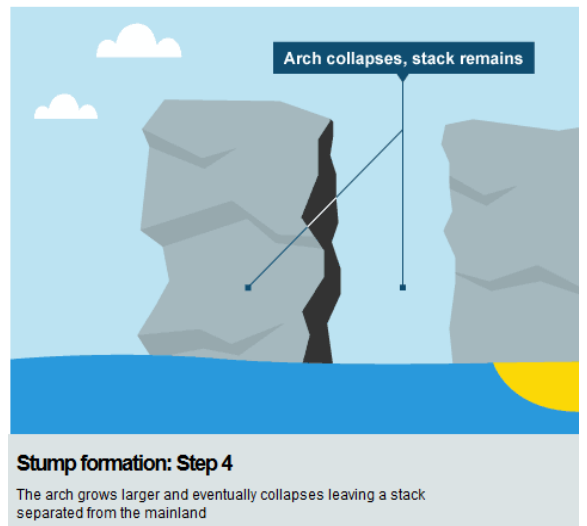 Arch collapses, stack remains
Stump formation: Step 4
The arch grows larger and eventually collapses leaving a stack
separated from the mainland